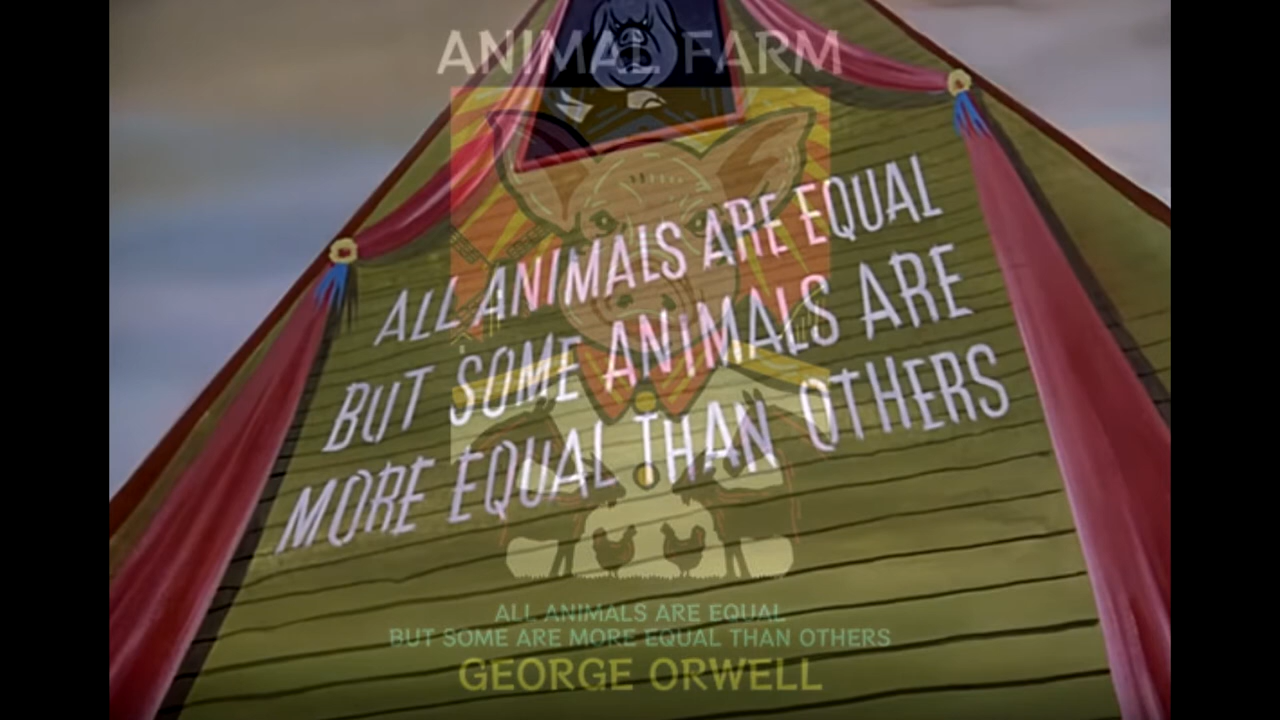 ANIMAL FARM
ALL ANIMALS ARE EQUAL
BUT SOME ANIMALS ARE
MORE EQUAL THAN OTHERS
ALL ANIMALS ARE EQUAL
BUT SOME ARE MORE EQUAL THAN OTHERS
GEORGE ORWELL